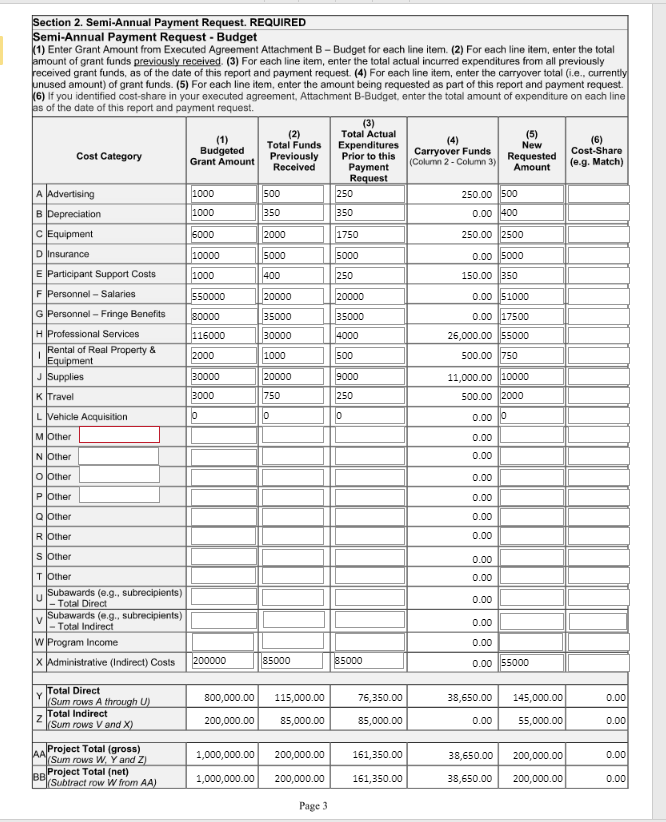 Section 2. Semi-Annual Payment Request. REQUIRED
Semi-Annual Payment Request - Budget
(1) Enter Grant Amount from Executed Agreement Attachment B – Budget for each line item. (2) For each line item, enter the total
amount of grant funds previously received. (3) For each line item, enter the total actual incurred expenditures from all previously
received grant funds, as of the date of this report and payment request. (4) For each line item, enter the carryover total (i.e., currently
unused amount) of grant funds. (5) For each line item, enter the amount being requested as part of this report and payment request.
(6) If you identified cost-share in your executed agreement, Attachment B-Budget, enter the total amount of expenditure on each line
as of the date of this report and payment request.
Cost Category
(1)
Budgeted
Grant Amount
(2)
Total Funds
Previously
Received
(3)
Total Actual
Expenditures
Prior to this
Payment
Request
(4)
Carryover Funds
(Column 2 - Column 3)
(5)
New
Requested
Amount
(6)
Cost-Share
(e.g. Match)
A Advertising 1000 500 250 250.00 500
B Depreciation 1000 350 350 0.00 400
C Equipment 6000 2000 1750 250.00 2500
D Insurance 10000 5000 5000 0.00 5000
E Participant Support Costs 1000 400 250 150.00 350
F Personnel – Salaries 550000 20000 20000 0.00 51000
G Personnel – Fringe Benefits 80000 35000 35000 0.00 17500
H Professional Services 116000 30000 4000 26,000.00 55000
I Rental of Real Property &
Equipment 2000 1000 500 500.00 750
J Supplies 30000 20000 9000 11,000.00 10000
K Travel 3000 750 250 500.00 2000
L Vehicle Acquisition 0 0 0 0.00 0
M Other 0.00
N Other 0.00
O Other 0.00
P Other 0.00
Q Other 0.00
R Other 0.00
S Other 0.00
T Other 0.00
U Subawards (e.g., subrecipients)
– Total Direct 0.00
V Subawards (e.g., subrecipients)
– Total Indirect 0.00
W Program Income 0.00
X Administrative (Indirect) Costs 200000 85000 85000 0.00 55000
Y Total Direct
(Sum rows A through U) 800,000.00 115,000.00 76,350.00 38,650.00 145,000.00 0.00
Z Total Indirect
(Sum rows V and X) 200,000.00 85,000.00 85,000.00 0.00 55,000.00 0.00
AA Project Total (gross)
(Sum rows W, Y and Z) 1,000,000.00 200,000.00 161,350.00 38,650.00 200,000.00 0.00
BB Project Total (net)
(Subtract row W from AA) 1,000,000.00 200,000.00 161,350.00 38,650.00 200,000.00 0.00
Page 3